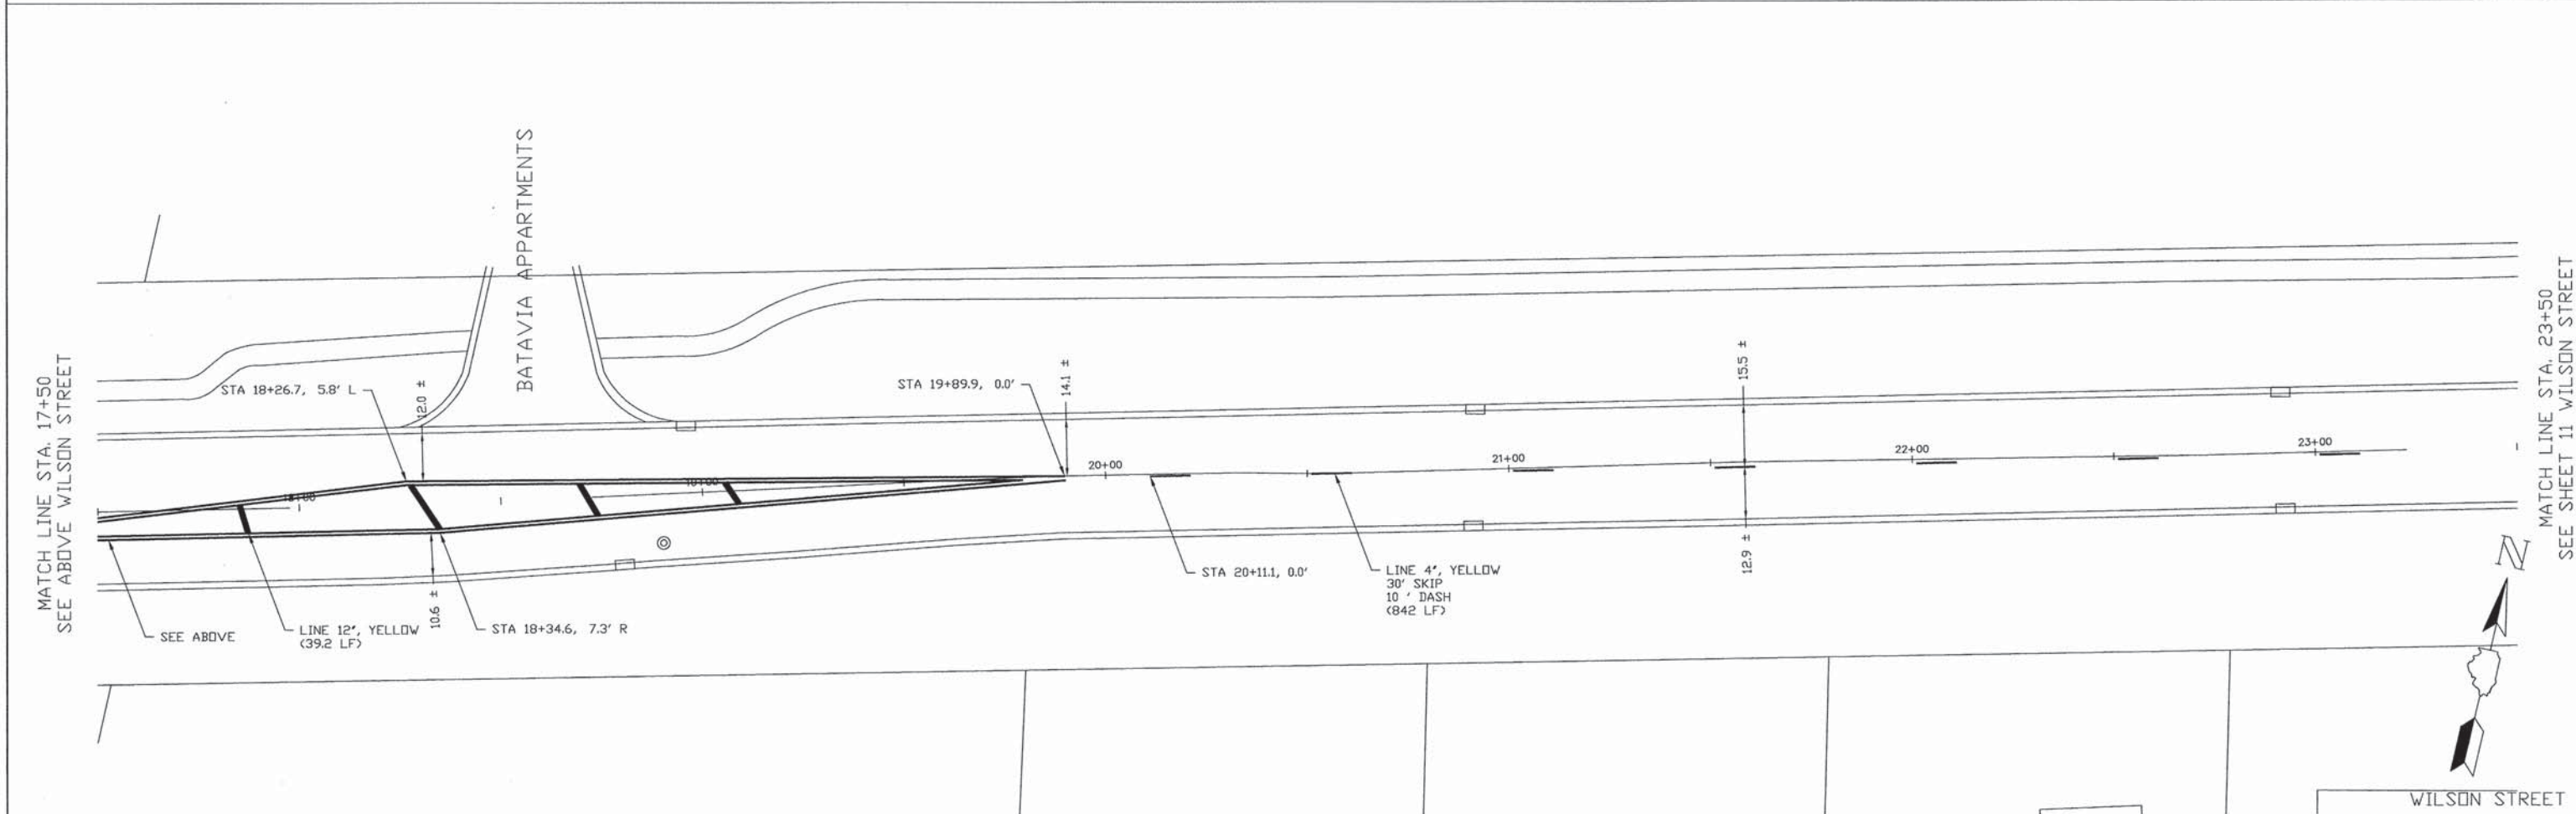 MATCH LINE STA. 17+50
SEE ABOVE WILSON STREET
BATAVIA APPARTMENTS
STA 18+26.7, 5.8' L
12.0 ±
STA 19+89.9, 0.0'
14.1 ±
15.5 ±
18+00
19+00
20+00
21+00
22+00
23+00
SEE ABOVE
LINE 12", YELLOW
(39.2 LF)
10.6 ±
STA 18+34.6, 7.3' R
STA 20+11.1, 0.0'
LINE 4", YELLOW
30' SKIP
10 ' DASH
(842 LF)
12.9 ±
MATCH LINE STA. 23+50
SEE SHEET 11 WILSON STREET
N
WILSON STREET